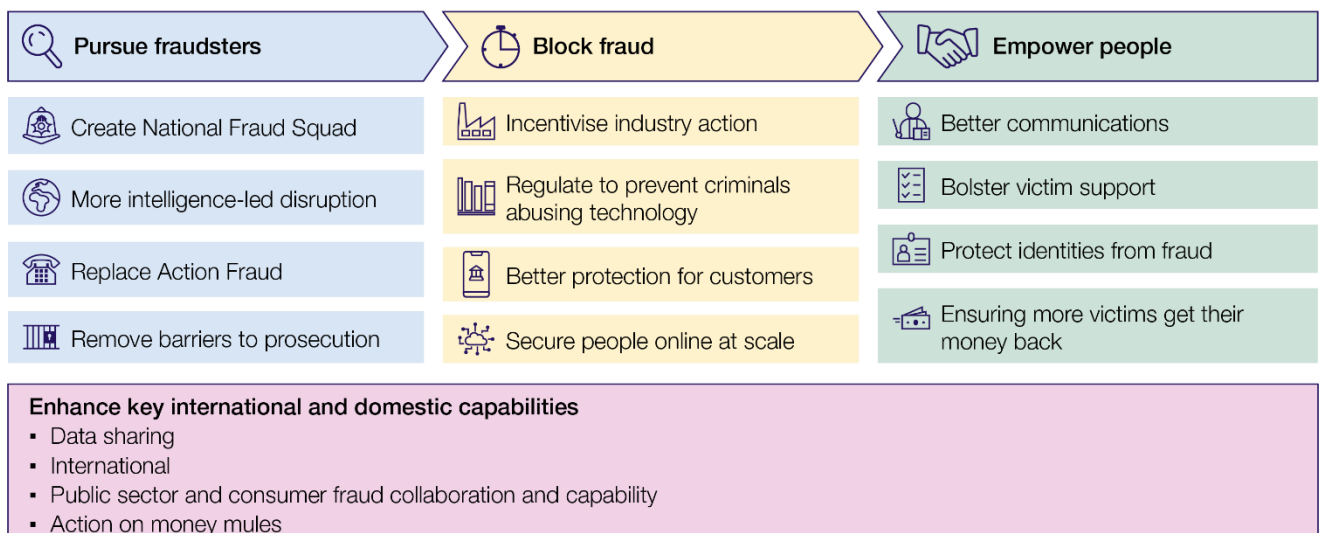 Pursue fraudsters
Create National Fraud Squad
More intelligence-led disruption
Replace Action Fraud
Remove barriers to prosecution
Block fraud
Incentivise industry action
Regulate to prevent criminals
abusing technology
Better protection for customers
Secure people online at scale
Empower people
Better communications
Bolster victim support
Protect identities from fraud
Ensuring more victims get their
money back
Enhance key international and domestic capabilities
▪ Data sharing
▪ International
▪ Public sector and consumer fraud collaboration and capability
▪ Action on money mules